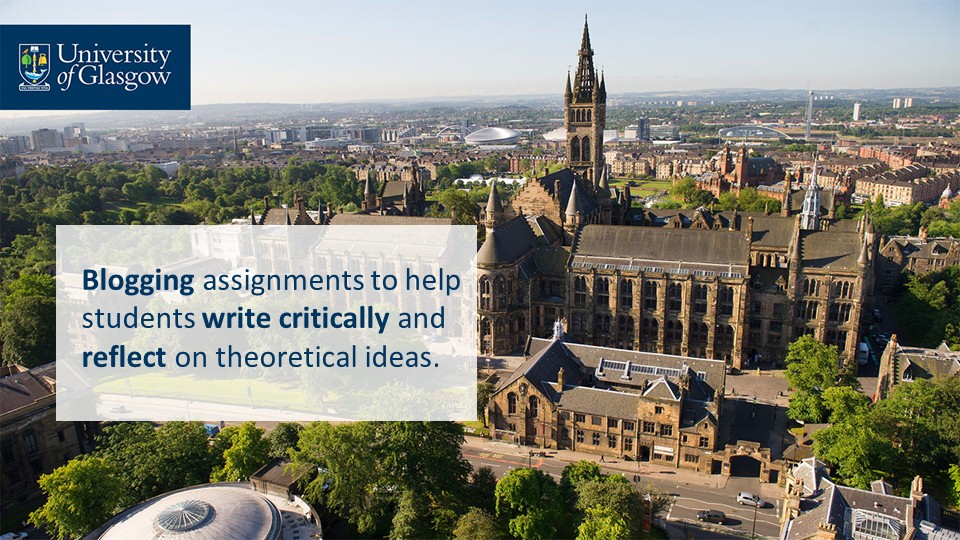 University
of Glasgow
Blogging assignments to help
students write critically and
reflect on theoretical ideas.